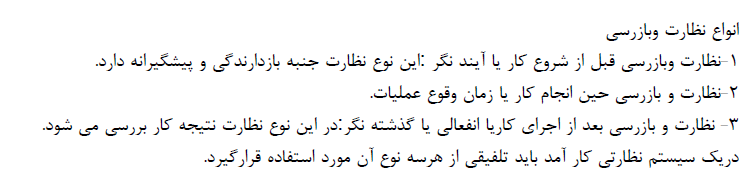 انواع نظارت وبازرسی
۱-نظارت وبازرسی قبل از شروع کار یا آیند نگر :این نوع نظارت جنبه بازدارندگی و پیشگیرانه دارد.
۲-نظارت و بازرسی حین انجام کار یا زمان وقوع عملیات.
۳- نظارت و بازرسی بعد از اجرای کاریا انفعالی یا گذشته نگر:در این نوع نظارت نتیجه کار بررسی می شود.
دریک سیستم نظارتی کار آمد باید تلفیقی از هرسه نوع آن مورد استفاده قرارگیرد.